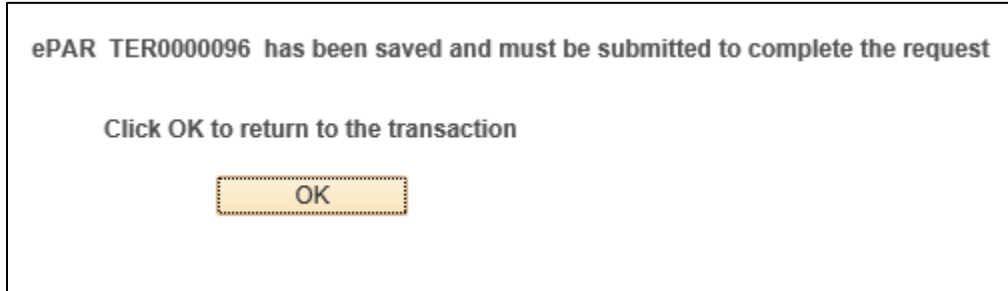 ePAR TER0000096 has been saved and must be submitted to complete the request
Click OK to return to the transaction
OK